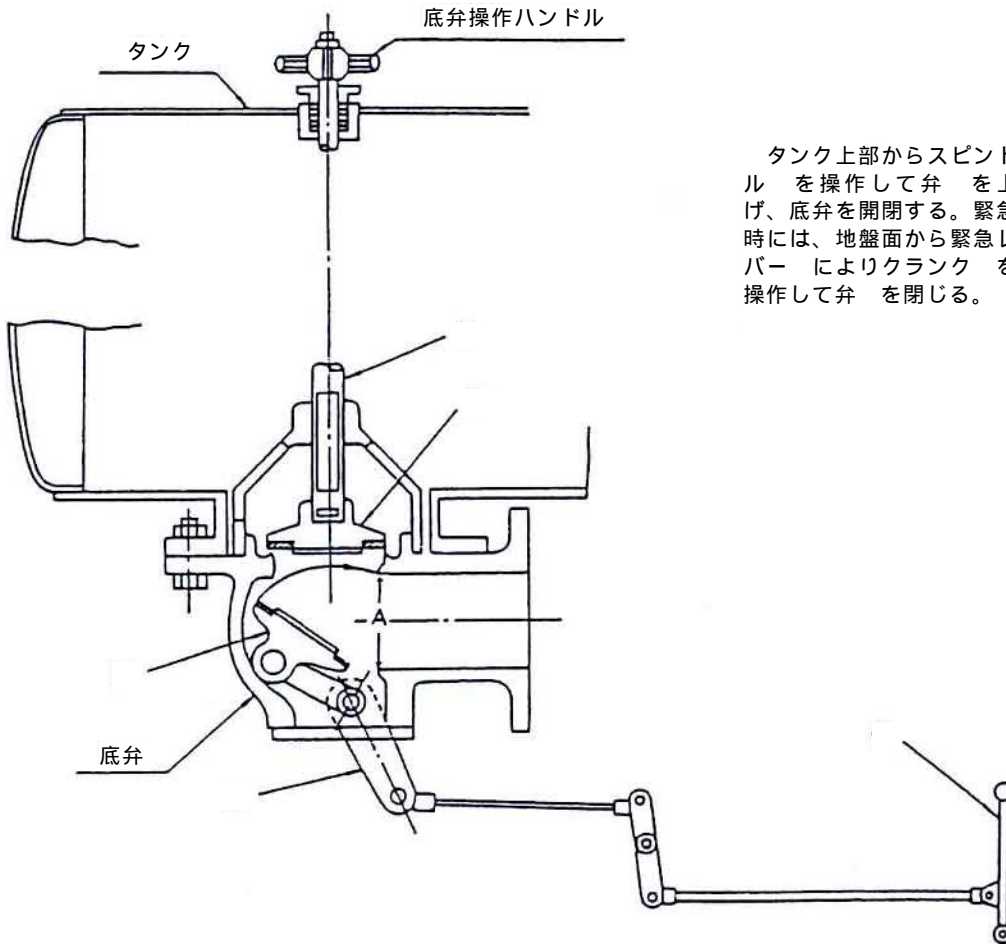 底弁操作ハンドル
タンク
タンク上部からスピンド
ル を操作して弁 を上
げ、底弁を開閉する。緊急
時には、地盤面から緊急レ
バー によりクランク を
操作して弁 を閉じる。
A
底弁